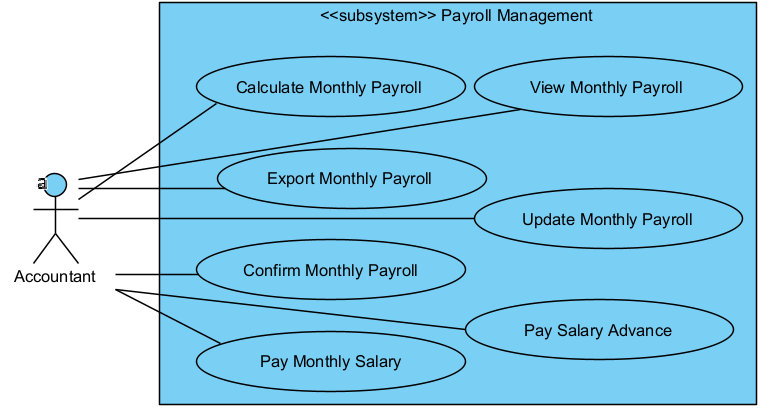 <<subsystem>> Payroll Management
Calculate Monthly Payroll
View Monthly Payroll
Export Monthly Payroll
Update Monthly Payroll
Accountant
Confirm Monthly Payroll
Pay Salary Advance
Pay Monthly Salary